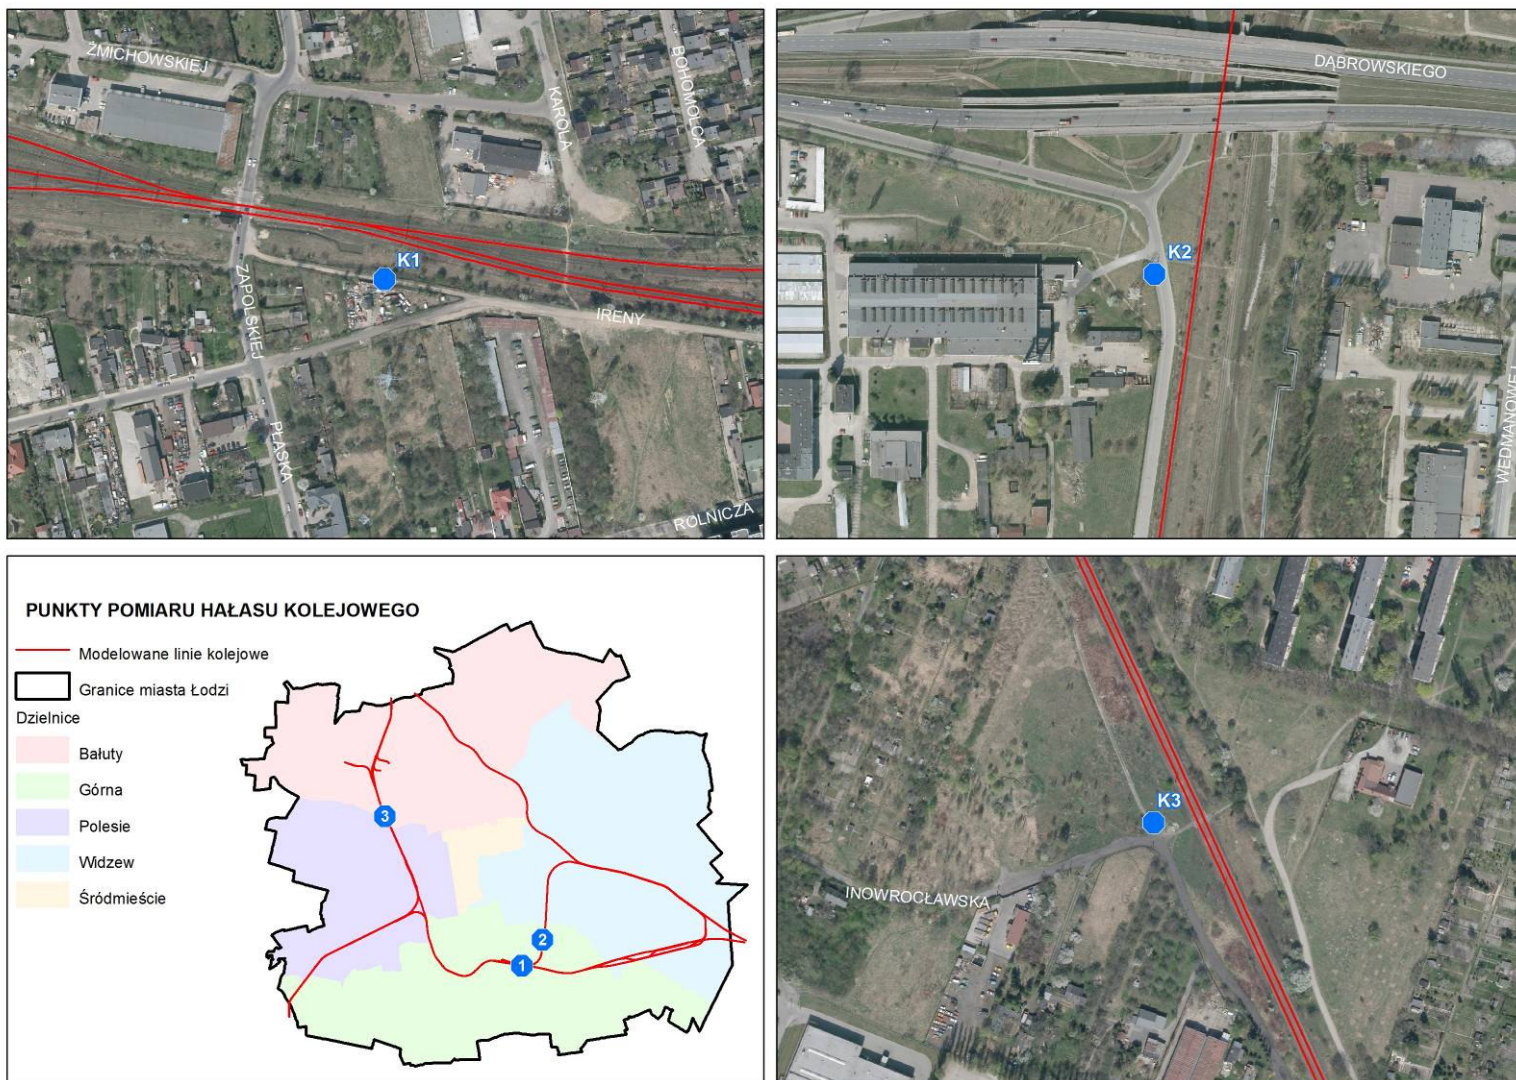 ŻMICHOWSKIEJ
KAROLA
BOHOMOLCA
K1
ZAPOLSKIEJ
IRENY
PŁASKA
ROLNICZA
DĄBROWSKIEGO
K2
WEDMANOWEJ
PUNKTY POMIARU HAŁASU KOLEJOWEGO
Modelowane linie kolejowe
Granice miasta Łodzi
Dzielnice
Bałuty
Górna
Polesie
Widzew
Śródmieście
3
2
1
K3
INOWROCŁAWSKA